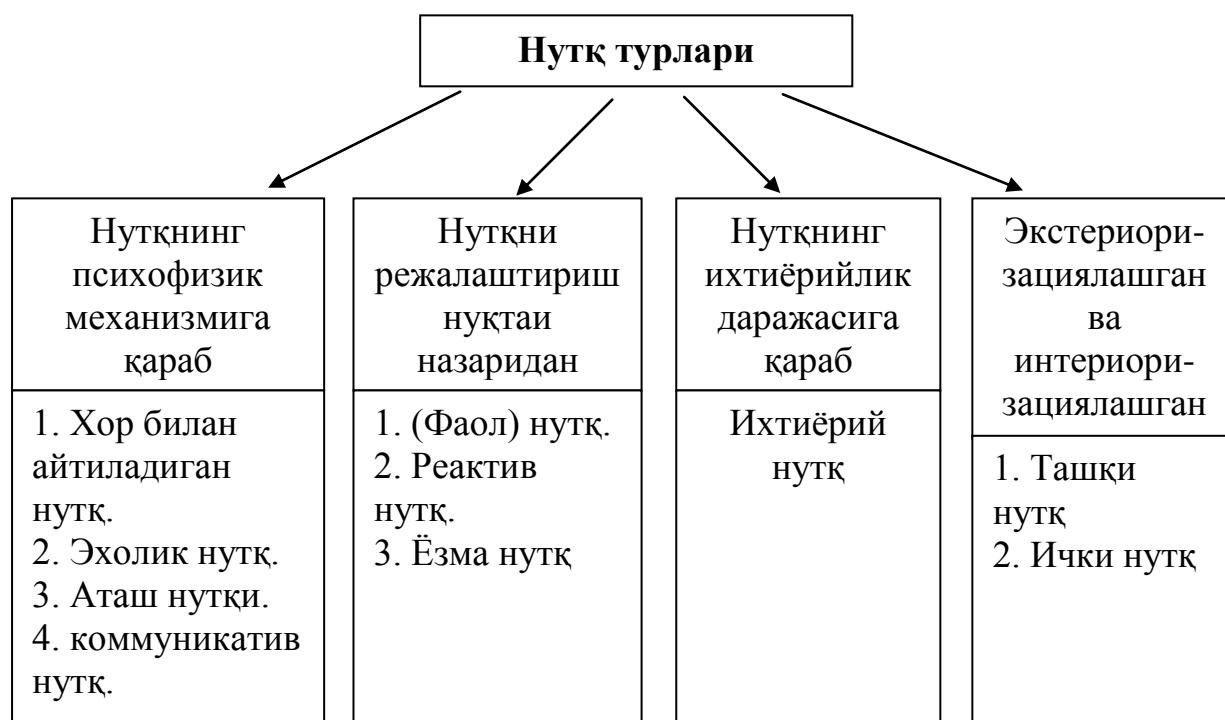 Нутқ турлари
Нутқнинг
психофизик
механизмига
қараб
1. Хор билан
айтиладиган
нутқ.
2. Эхолик нутқ.
3. Аташ нутқи.
4. коммуникатив
нутқ.
Нутқни
режалаштириш
нуқтаи
назаридан
1. (Фаол) нутқ.
2. Реактив
нутқ.
3. Ёзма нутқ
Нутқнинг
ихтиёрийлик
даражасига
қараб
Ихтиёрий
нутқ
Экстериори-
зациялашган
ва
интериори-
зациялашган
1. Ташқи
нутқ
2. Ички нутқ